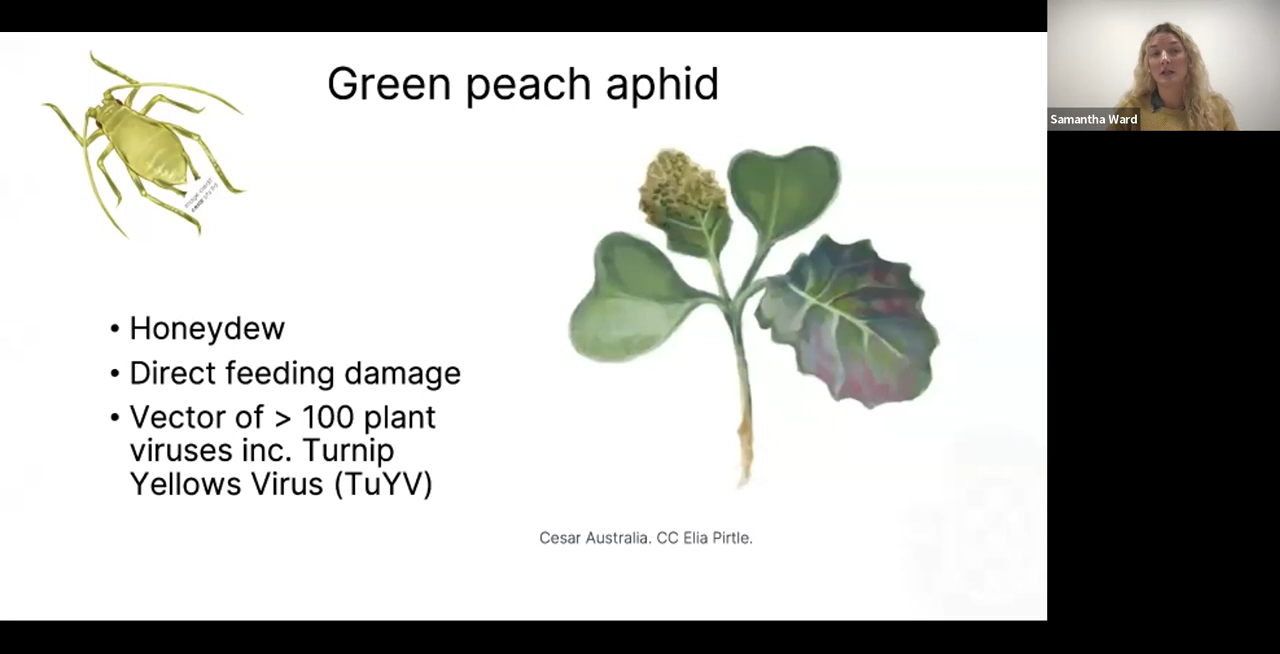 Green peach aphid
Samantha Ward
• Honeydew
• Direct feeding damage
• Vector of > 100 plant
viruses inc. Turnip
Yellows Virus (TuYV)
Cesar Australia. CC Elia Pirtle.